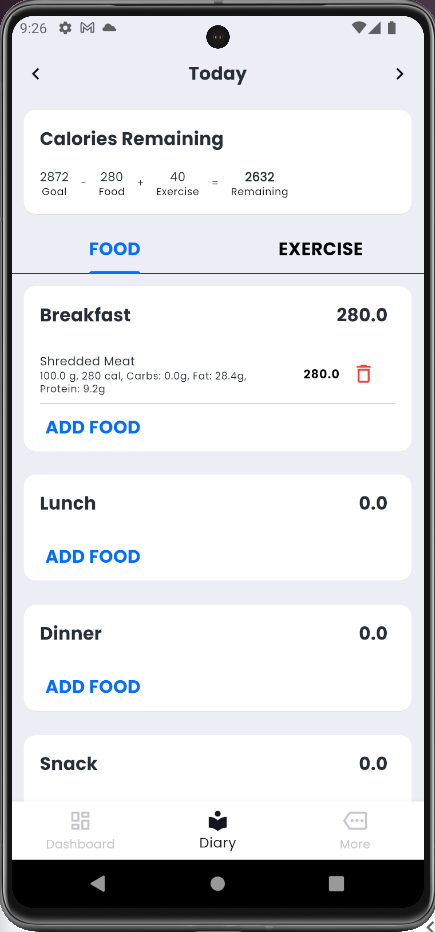 9:26
Today
Calories Remaining
2872 - 280 + 40 = 2632
Goal Food Exercise Remaining
FOOD EXERCISE
Breakfast 280.0
Shredded Meat
100.0 g, 280 cal, Carbs: 0.0g, Fat: 28.4g,
Protein: 9.2g
280.0
ADD FOOD
Lunch 0.0
ADD FOOD
Dinner 0.0
ADD FOOD
Snack 0.0
Dashboard Diary More